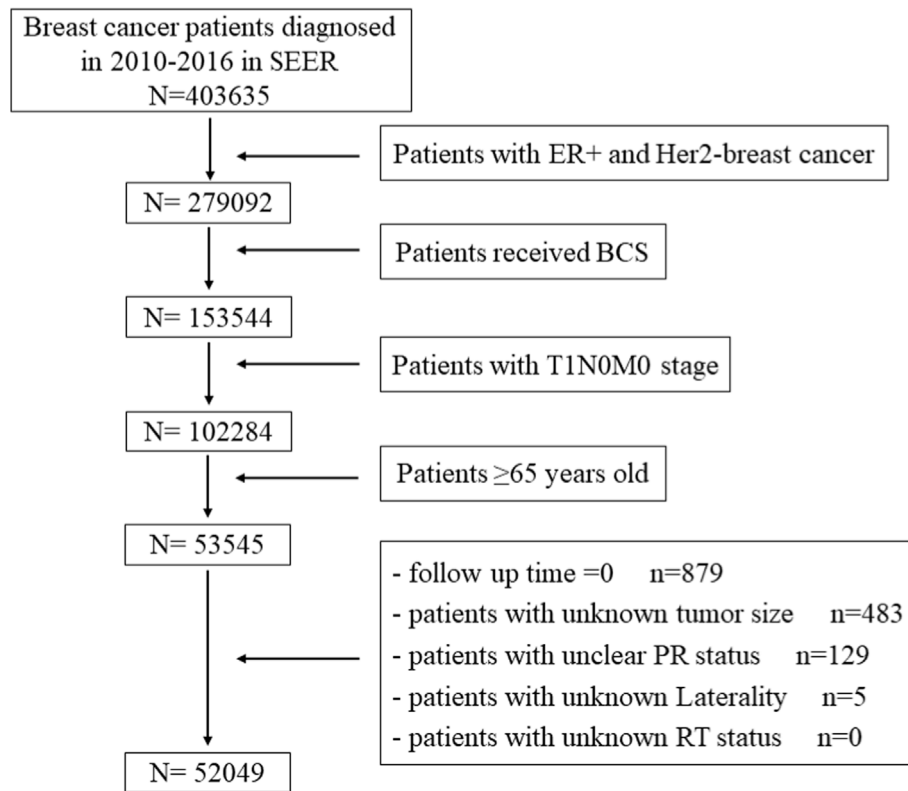 Breast cancer patients diagnosed
in 2010-2016 in SEER
N=403635
Patients with ER+ and Her2-breast cancer
N= 279092
Patients received BCS
N= 153544
Patients with T1N0M0 stage
N= 102284
Patients ≥65 years old
N= 53545
- follow up time =0 n=879
- patients with unknown tumor size n=483
- patients with unclear PR status n=129
- patients with unknown Laterality n=5
- patients with unknown RT status n=0
N= 52049